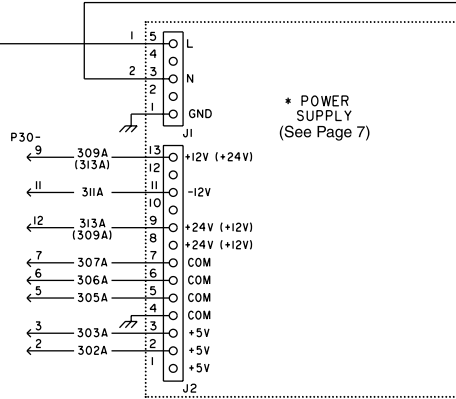 1 5 L
4
2 3 N
2
1 GND
J1
* POWER
SUPPLY
(See Page 7)
P30-
9 309A 13 +12V (+24V)
(313A)
12
11 311A 11 -12V
10
12 313A 9 +24V (+12V)
(309A)
8 +24V (+12V)
7 307A 7 COM
6 306A 6 COM
5 305A 5 COM
4 COM
3 303A 3 +5V
2 302A 2 +5V
1 +5V
J2